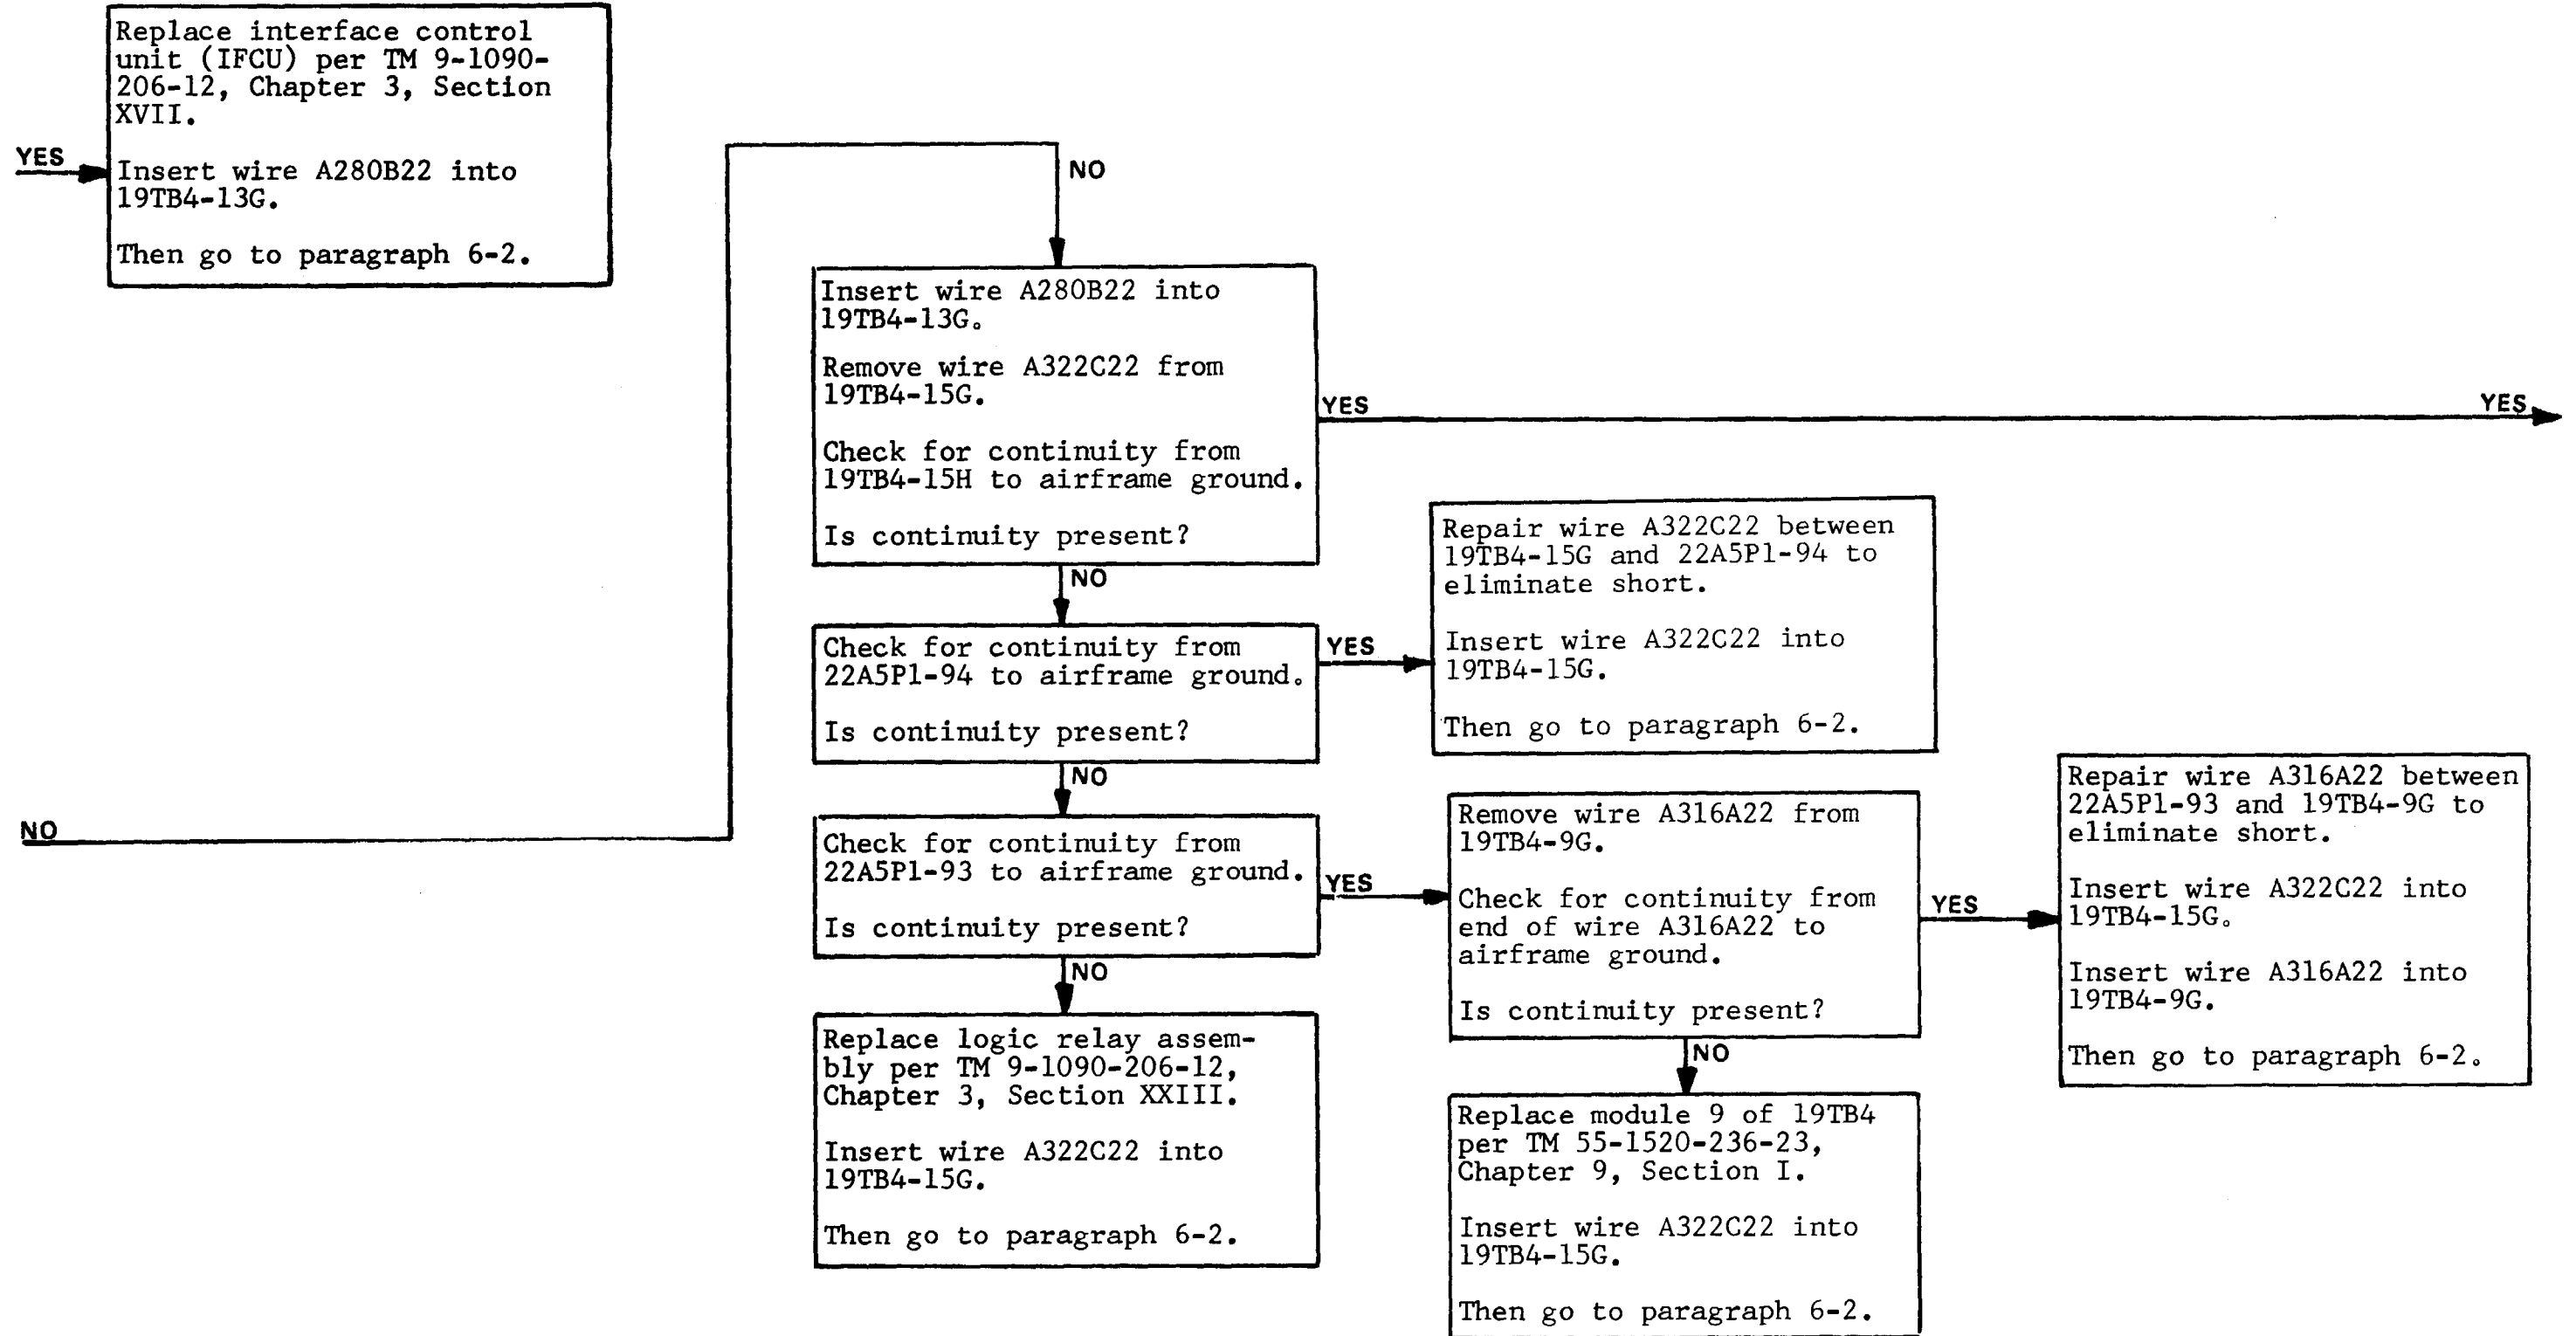 Replace interface control
unit (IFCU) per TM 9-1090-
206-12, Chapter 3, Section
XVII.
YES
Insert wire A280B22 into
19TB4-13G.
Then go to paragraph 6-2.
NO
NO
Insert wire A280B22 into
19TB4-13G.
Remove wire A322C22 from
19TB4-15G.
Check for continuity from
19TB4-15H to airframe ground.
Is continuity present?
YES
YES
NO
Check for continuity from
22A5P1-94 to airframe ground.
Is continuity present?
YES
Repair wire A322C22 between
19TB4-15G and 22A5P1-94 to
eliminate short.
Insert wire A322C22 into
19TB4-15G.
Then go to paragraph 6-2.
NO
Check for continuity from
22A5P1-93 to airframe ground.
Is continuity present?
YES
Remove wire A316A22 from
19TB4-9G.
Check for continuity from
end of wire A316A22 to
airframe ground.
Is continuity present?
YES
Repair wire A316A22 between
22A5P1-93 and 19TB4-9G to
eliminate short.
Insert wire A322C22 into
19TB4-15G.
Insert wire A316A22 into
19TB4-9G.
Then go to paragraph 6-2.
NO
Replace logic relay assem-
bly per TM 9-1090-206-12,
Chapter 3, Section XXIII.
Insert wire A322C22 into
19TB4-15G.
Then go to paragraph 6-2.
NO
Replace module 9 of 19TB4
per TM 55-1520-236-23,
Chapter 9, Section I.
Insert wire A322C22 into
19TB4-15G.
Then go to paragraph 6-2.